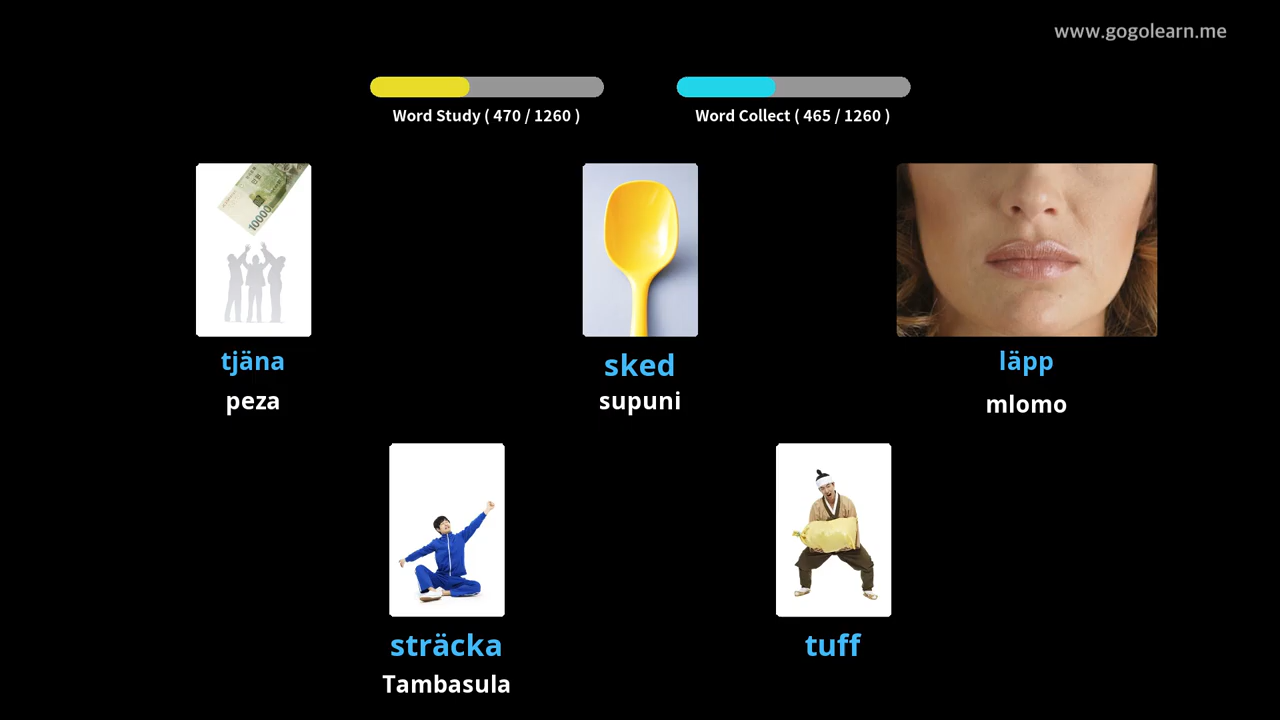 www.gogolearn.me
Word Study ( 470 / 1260 )
Word Collect ( 465 / 1260 )
10000
tjäna
sked
läpp
peza
supuni
mlomo
sträcka
tuff
Tambasula